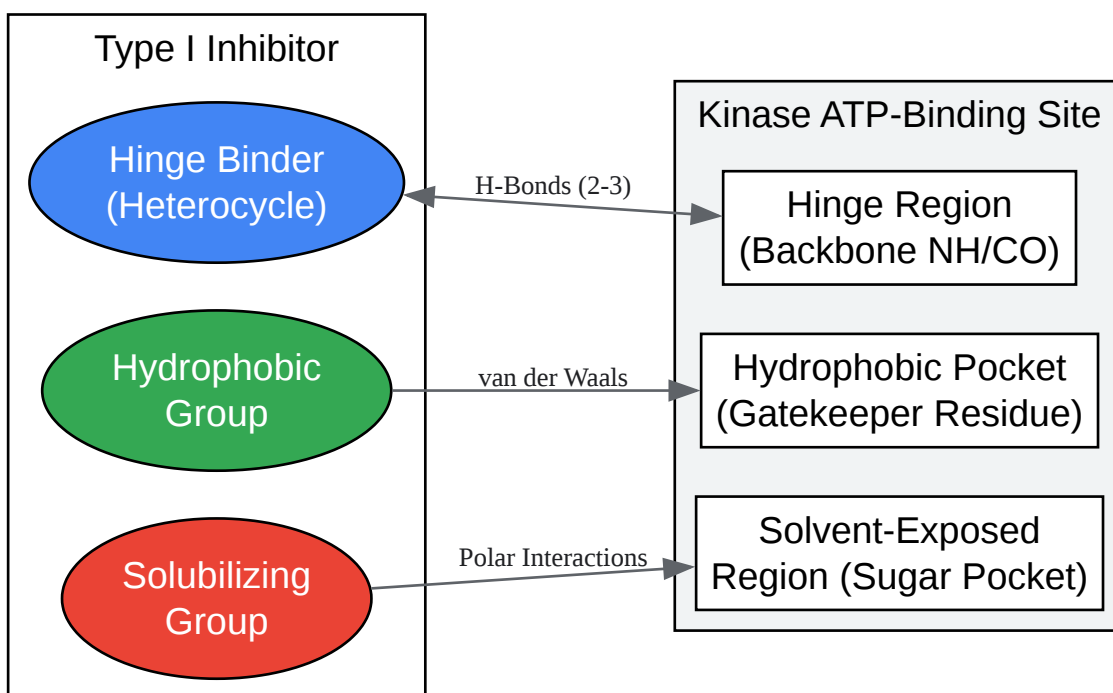 Type I Inhibitor
Hinge Binder
(Heterocycle)
Hydrophobic
Group
Solubilizing
Group
H-Bonds (2-3)
van der Waals
Polar Interactions
Kinase ATP-Binding Site
Hinge Region
(Backbone NH/CO)
Hydrophobic Pocket
(Gatekeeper Residue)
Solvent-Exposed
Region (Sugar Pocket)